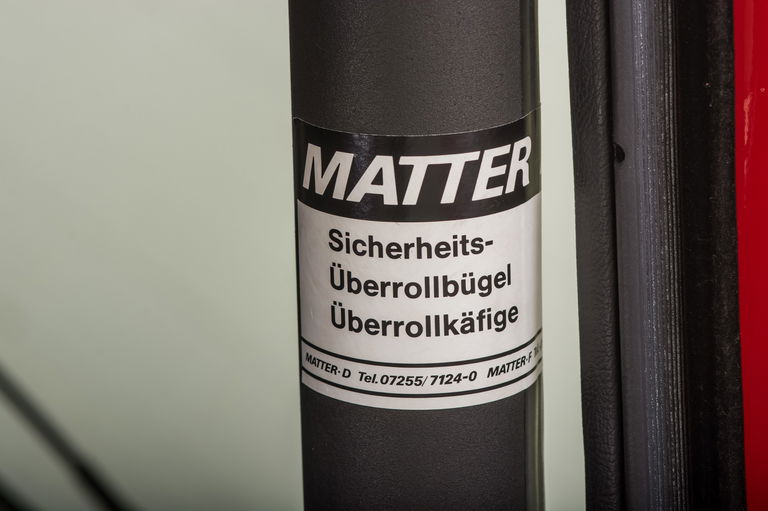 MATTER
Sicherheits-
Überrollbügel
Überrollkäfige
MATTER·D Tel. 07255/7124-0 MATTER·F